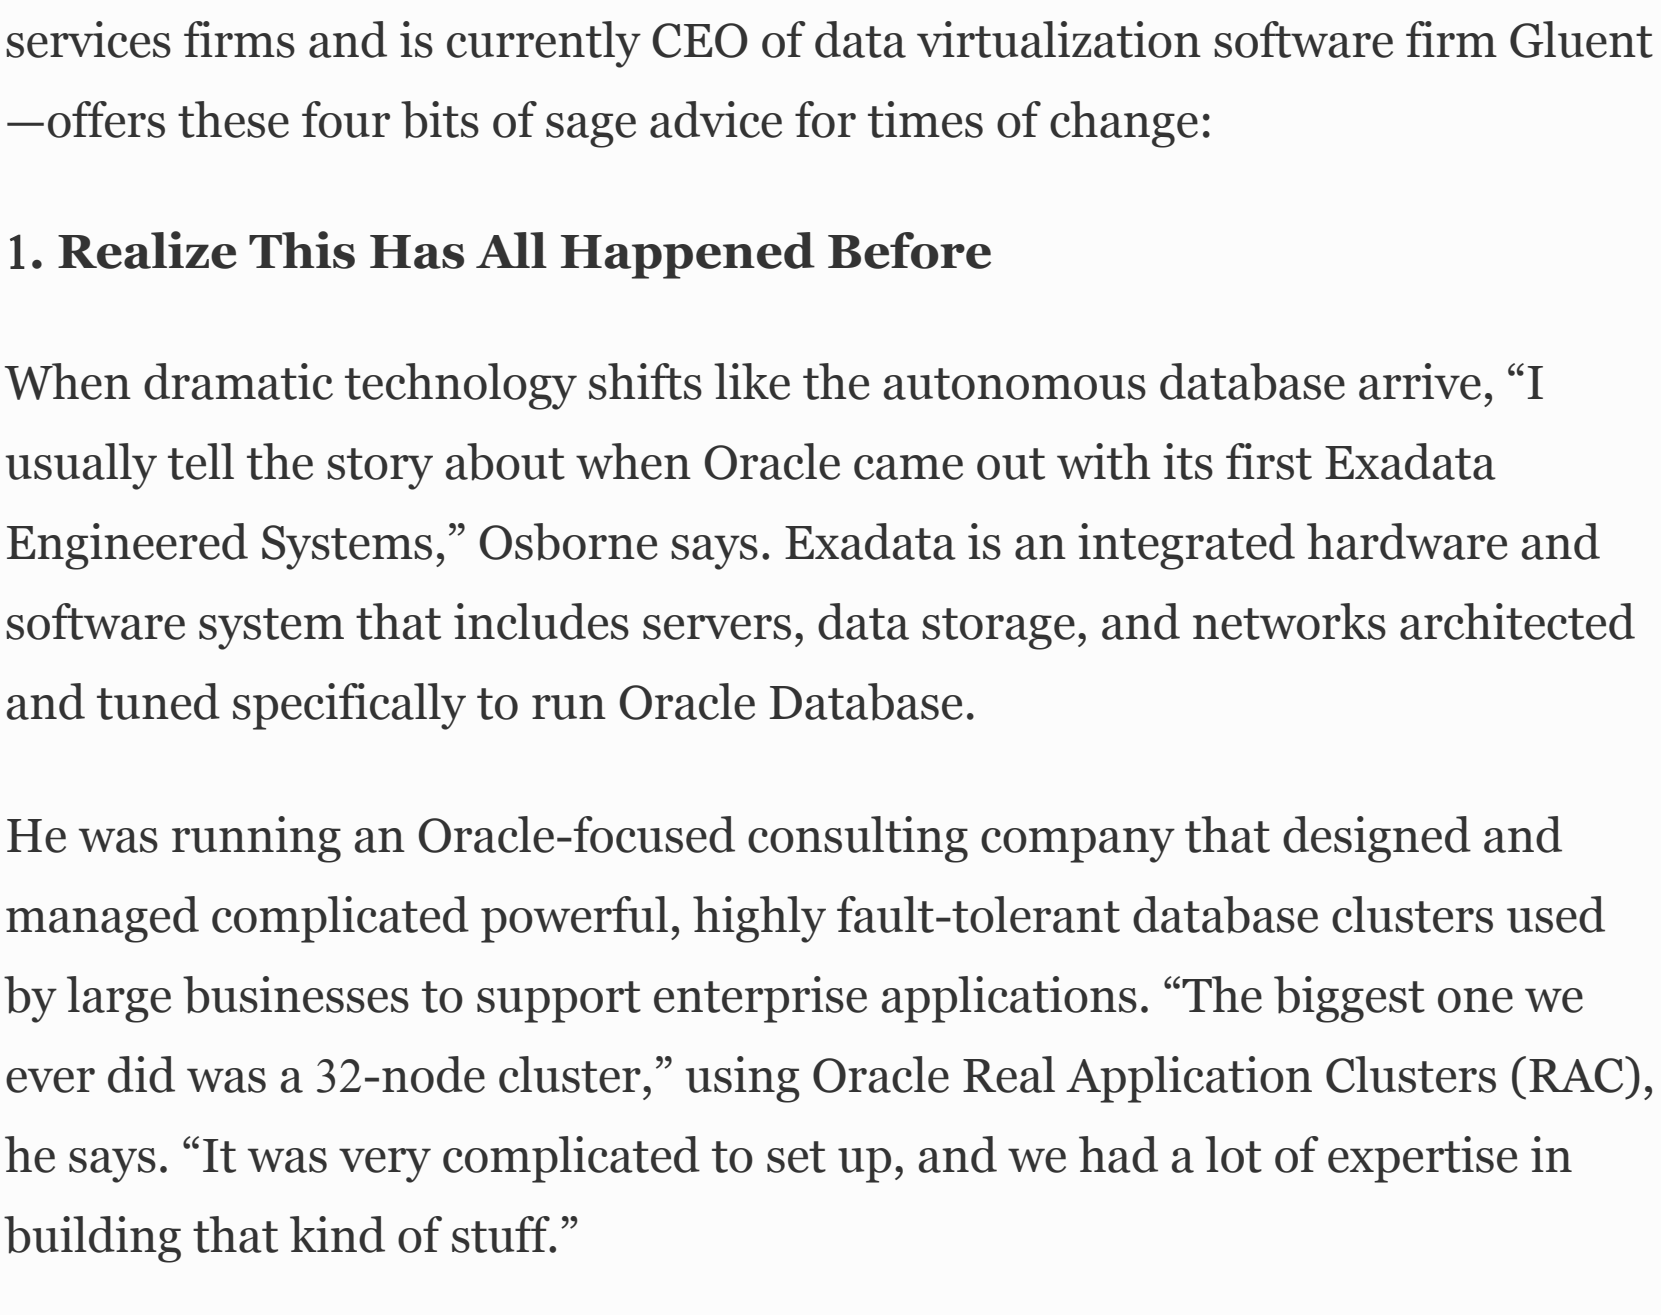 services firms and is currently CEO of data virtualization software firm Gluent
—offers these four bits of sage advice for times of change:
1. Realize This Has All Happened Before
When dramatic technology shifts like the autonomous database arrive, “I
usually tell the story about when Oracle came out with its first Exadata
Engineered Systems,” Osborne says. Exadata is an integrated hardware and
software system that includes servers, data storage, and networks architected
and tuned specifically to run Oracle Database.
He was running an Oracle-focused consulting company that designed and
managed complicated powerful, highly fault-tolerant database clusters used
by large businesses to support enterprise applications. “The biggest one we
ever did was a 32-node cluster,” using Oracle Real Application Clusters (RAC),
he says. “It was very complicated to set up, and we had a lot of expertise in
building that kind of stuff.”